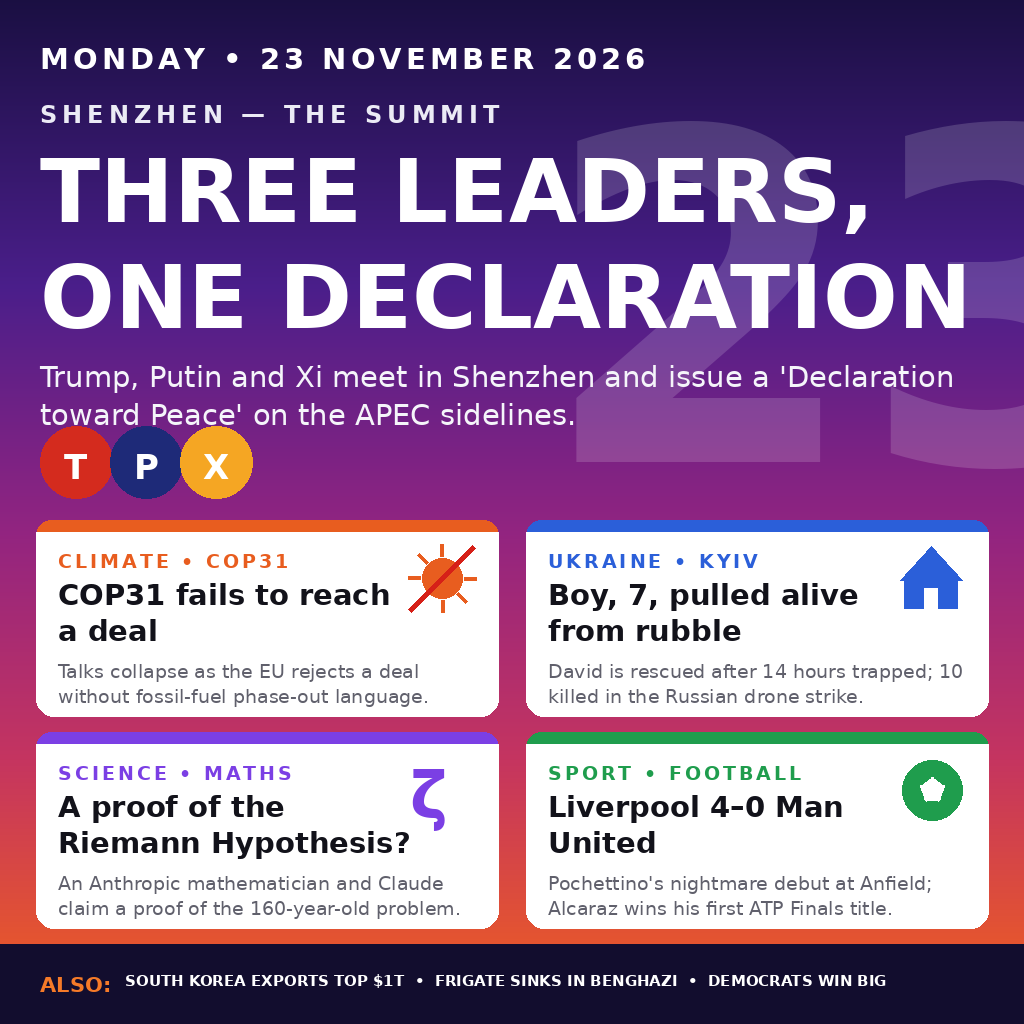 MONDAY • 23 NOVEMBER 2026
SHENZHEN — THE SUMMIT
23
THREE LEADERS,
ONE DECLARATION
Trump, Putin and Xi meet in Shenzhen and issue a 'Declaration
toward Peace' on the APEC sidelines.
T P X
CLIMATE • COP31
COP31 fails to reach
a deal
Talks collapse as the EU rejects a deal
without fossil-fuel phase-out language.
UKRAINE • KYIV
Boy, 7, pulled alive
from rubble
David is rescued after 14 hours trapped; 10
killed in the Russian drone strike.
SCIENCE • MATHS
ζ
A proof of the
Riemann Hypothesis?
An Anthropic mathematician and Claude
claim a proof of the 160-year-old problem.
SPORT • FOOTBALL
Liverpool 4–0 Man
United
Pochettino's nightmare debut at Anfield;
Alcaraz wins his first ATP Finals title.
ALSO: SOUTH KOREA EXPORTS TOP $1T • FRIGATE SINKS IN BENGHAZI • DEMOCRATS WIN BIG